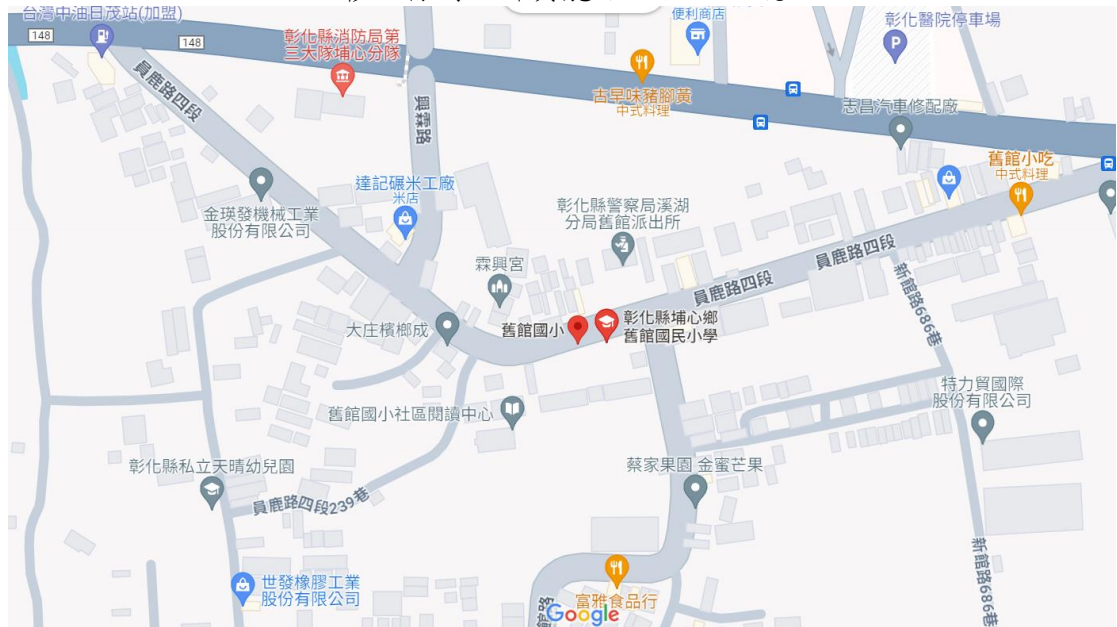 台灣中油日茂站(加盟)
148
148
彰化縣消防局第
三大隊埔心分隊
便利商店
彰化醫院停車場
員鹿路四段
興霖路
古早味豬腳黃
中式料理
志昌汽車修配廠
舊館小吃
中式料理
達記碾米工廠
米店
金瑛發機械工業
股份有限公司
彰化縣警察局溪湖
分局舊館派出所
霖興宮
員鹿路四段
員鹿路四段
新館路686巷
大庄檳榔成
舊館國小
彰化縣埔心鄉
舊館國民小學
特力貿國際
股份有限公司
舊館國小社區閱讀中心
彰化縣私立天晴幼兒園
蔡家果園 金蜜芒果
員鹿路四段239巷
世發橡膠工業
股份有限公司
富雅食品行
新館路686巷
Google